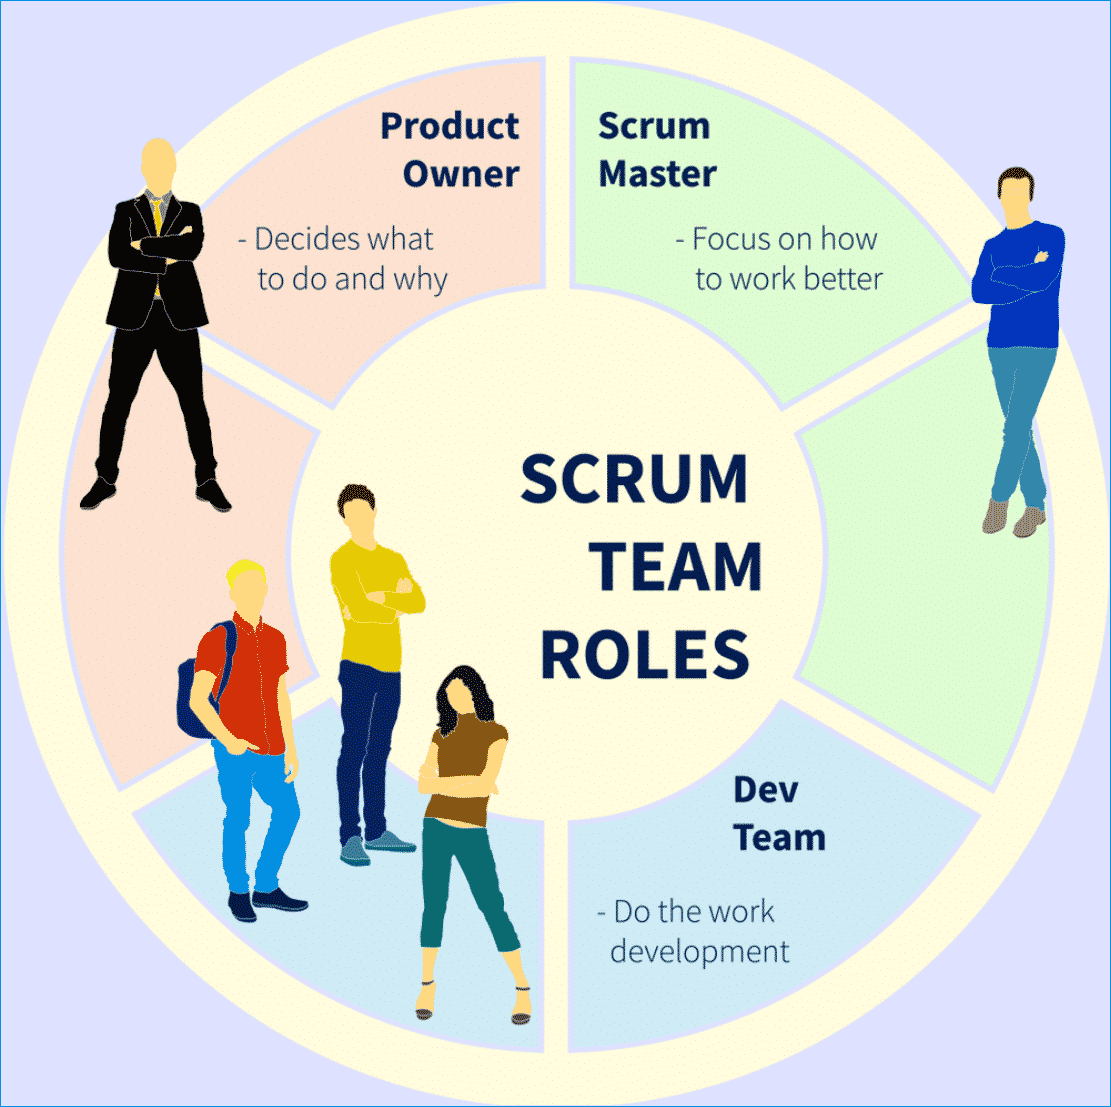 Product
Owner
- Decides what
to do and why
Scrum
Master
- Focus on how
to work better
SCRUM
TEAM
ROLES
Dev
Team
- Do the work
development